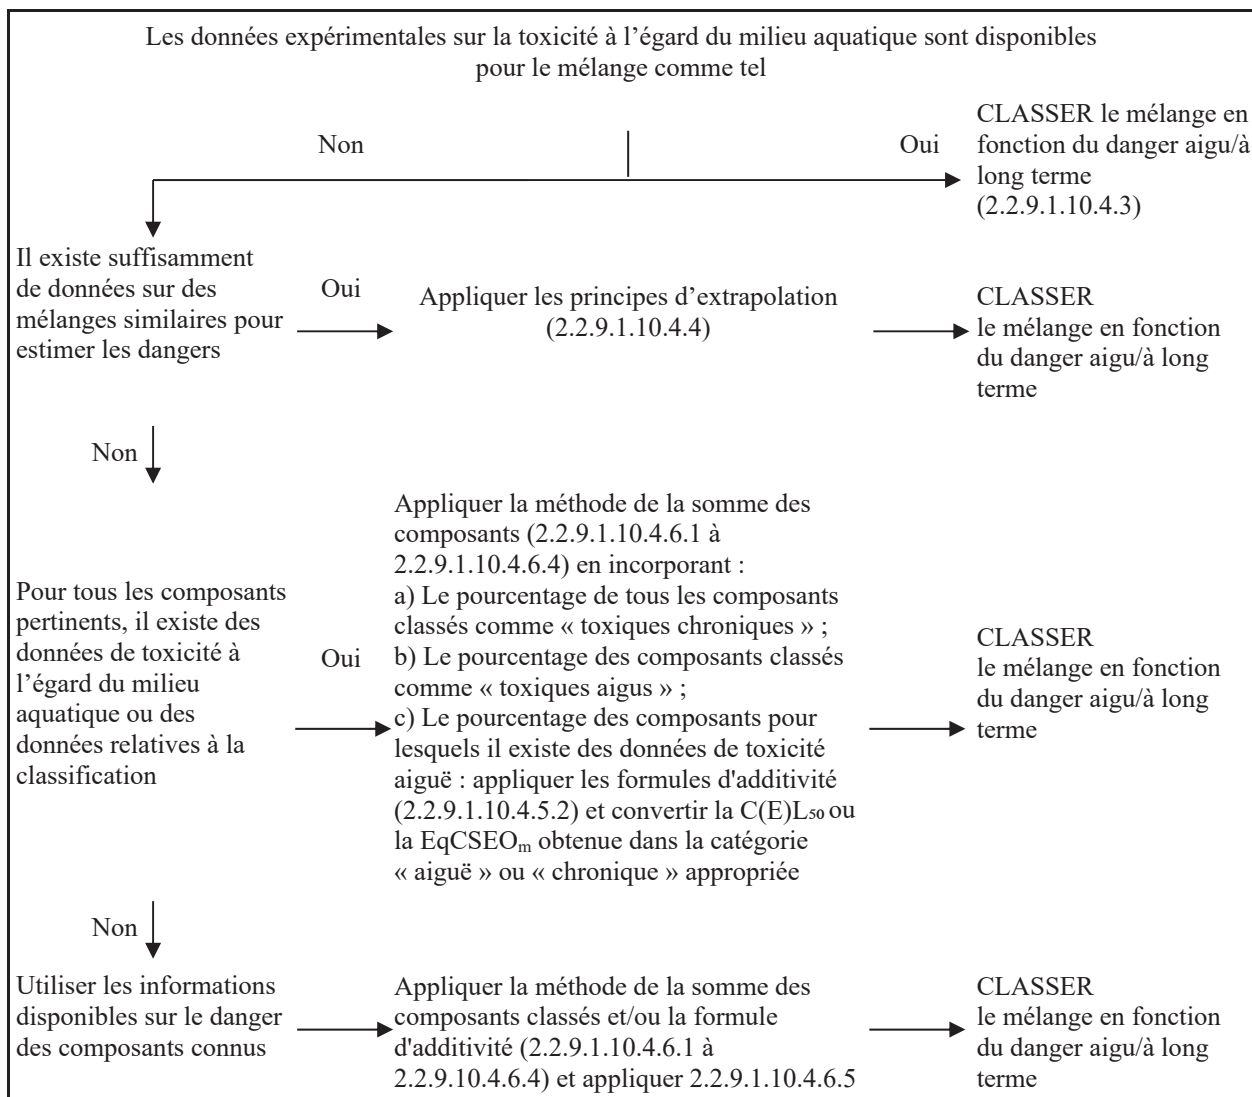 Les données expérimentales sur la toxicité à l’égard du milieu aquatique sont disponibles
pour le mélange comme tel
Non
Oui
CLASSER le mélange en
fonction du danger aigu/à
long terme
(2.2.9.1.10.4.3)
Il existe suffisamment
de données sur des
mélanges similaires pour
estimer les dangers
Oui
Appliquer les principes d’extrapolation
(2.2.9.1.10.4.4)
CLASSER
le mélange en fonction
du danger aigu/à long
terme
Non
Pour tous les composants
pertinents, il existe des
données de toxicité à
l’égard du milieu
aquatique ou des
données relatives à la
classification
Oui
Appliquer la méthode de la somme des
composants (2.2.9.1.10.4.6.1 à
2.2.9.1.10.4.6.4) en incorporant :
a) Le pourcentage de tous les composants
classés comme « toxiques chroniques » ;
b) Le pourcentage des composants classés
comme « toxiques aigus » ;
c) Le pourcentage des composants pour
lesquels il existe des données de toxicité
aiguë : appliquer les formules d'additivité
(2.2.9.1.10.4.5.2) et convertir la C(E)L₅₀ ou
la EqCSEOₘ obtenue dans la catégorie
« aiguë » ou « chronique » appropriée
CLASSER
le mélange en fonction
du danger aigu/à long
terme
Non
Utiliser les informations
disponibles sur le danger
des composants connus
Appliquer la méthode de la somme des
composants classés et/ou la formule
d'additivité (2.2.9.1.10.4.6.1 à
2.2.9.10.4.6.4) et appliquer 2.2.9.1.10.4.6.5
CLASSER
le mélange en fonction
du danger aigu/à long
terme